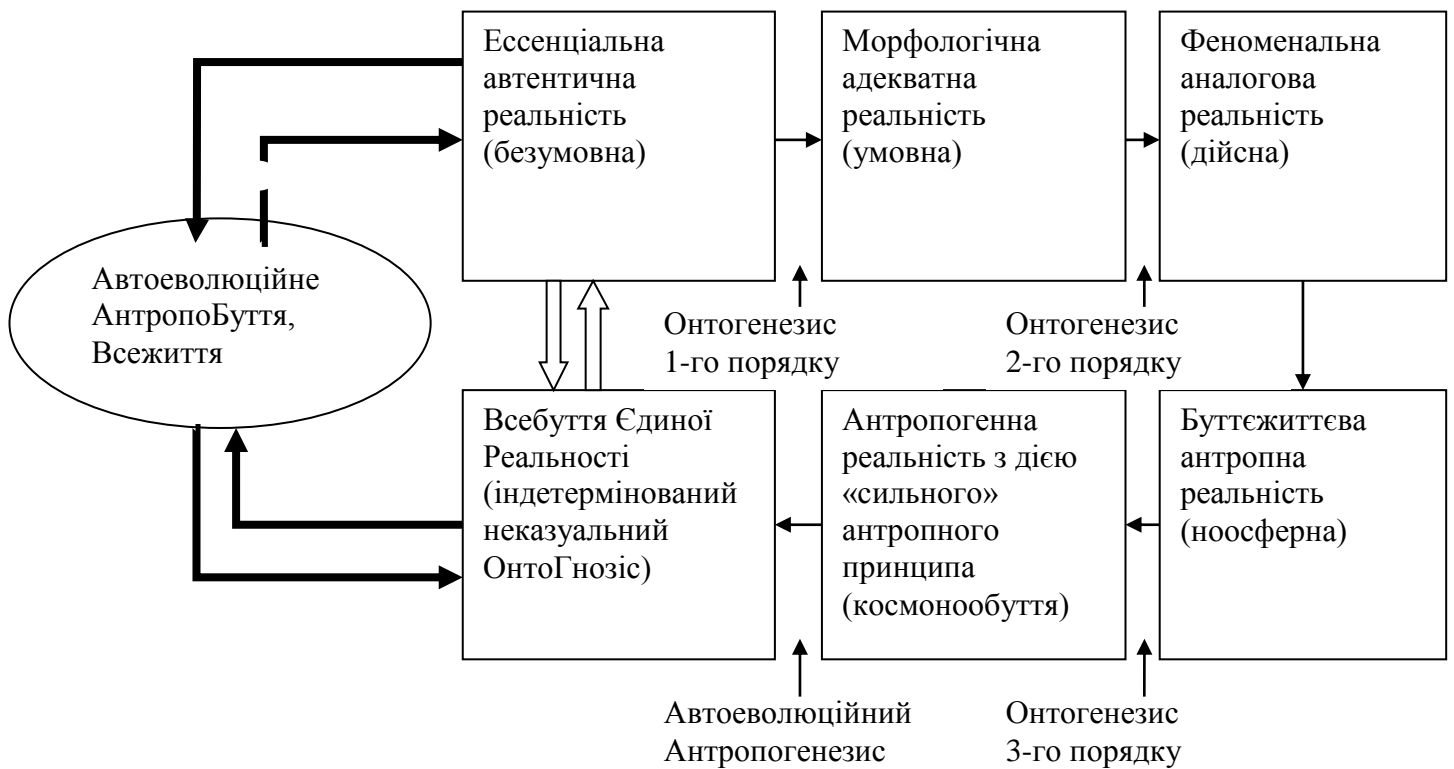 Ессенціальна
автентична
реальність
(безумовна)
Морфологічна
адекватна
реальність
(умовна)
Феноменальна
аналогова
реальність
(дійсна)
Автоеволюційне
АнтропоБуття,
Всежиття
Онтогенезис
1-го порядку
Онтогенезис
2-го порядку
Всебуття Єдиної
Реальності
(індетермінований
неказуальний
ОнтоГнозіс)
Антропогенна
реальність з дією
«сильного»
антропного
принципа
(космонообуття)
Буттєжиттєва
антропна
реальність
(ноосферна)
Автоеволюційний
Антропогенезис
Онтогенезис
3-го порядку